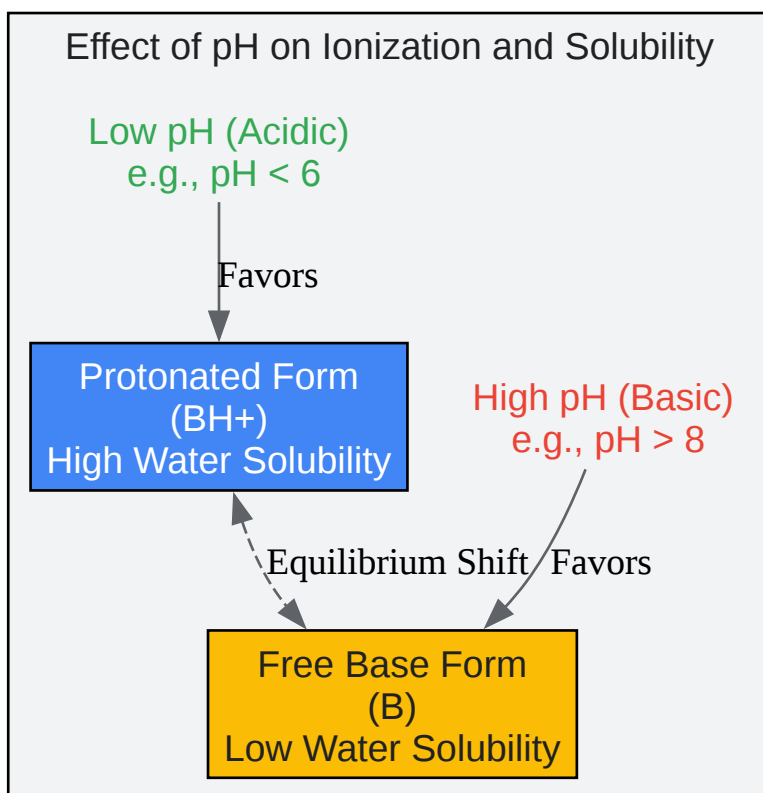 Effect of pH on Ionization and Solubility
Low pH (Acidic)
e.g., pH < 6
Favors
Protonated Form
(BH+)
High Water Solubility
High pH (Basic)
e.g., pH > 8
Equilibrium Shift
Favors
Free Base Form
(B)
Low Water Solubility